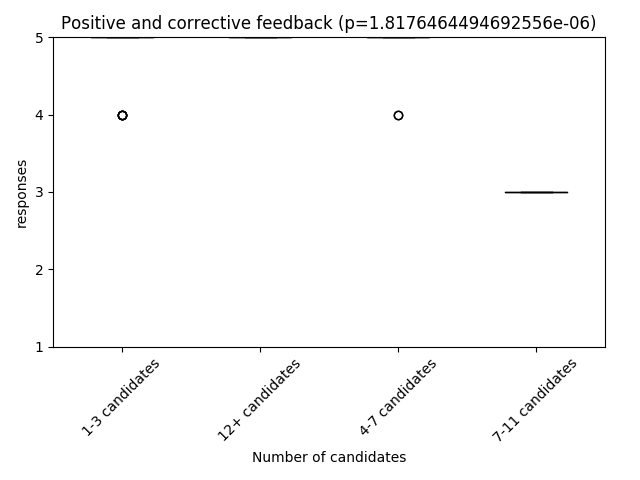 Positive and corrective feedback (p=1.8176464494692556e-06)
5
4
3
2
1
responses
1-3 candidates
12+ candidates
4-7 candidates
7-11 candidates
Number of candidates